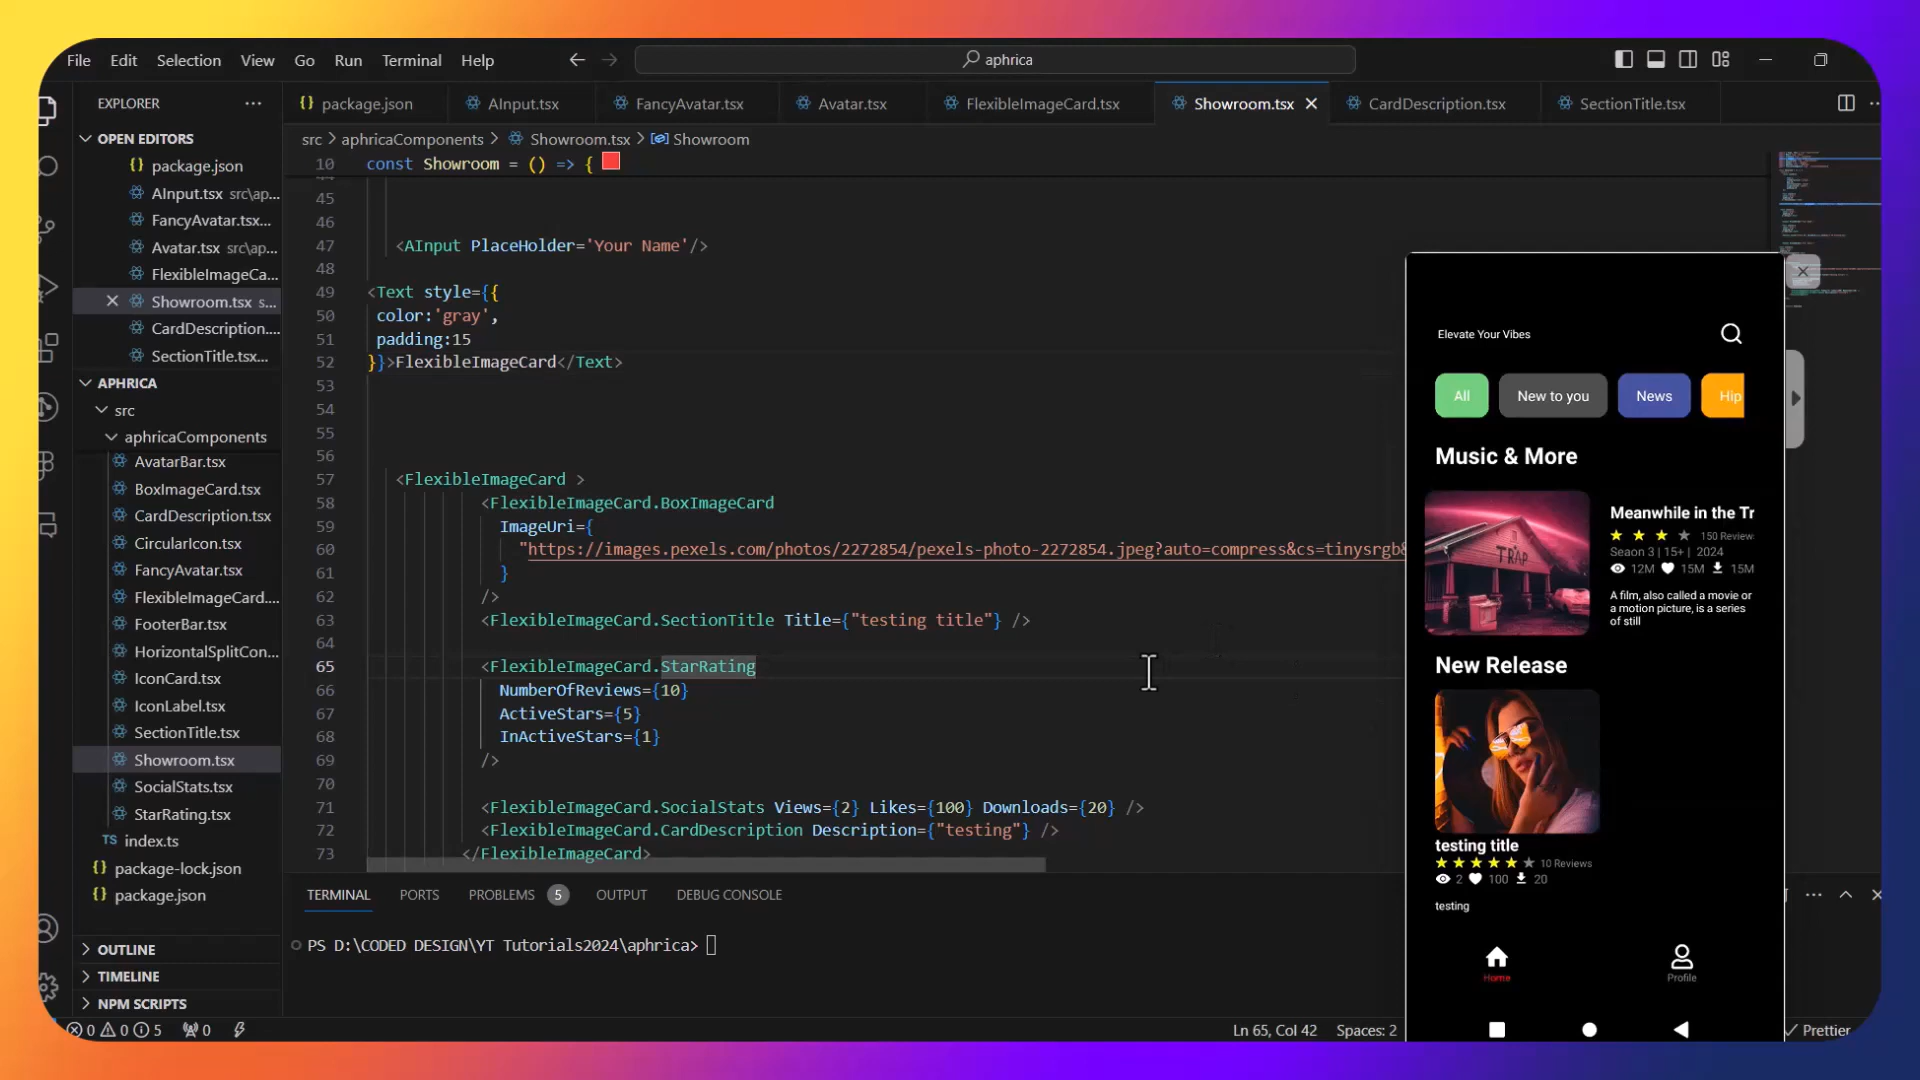 File Edit Selection View Go Run Terminal Help
aphrica
EXPLORER
package.json
AInput.tsx
FancyAvatar.tsx
Avatar.tsx
FlexibleImageCard.tsx
Showroom.tsx
CardDescription.tsx
SectionTitle.tsx
OPEN EDITORS
package.json
AInput.tsx src\ap...
FancyAvatar.tsx...
Avatar.tsx src\ap...
FlexibleImageCa...
Showroom.tsx s...
CardDescription....
SectionTitle.tsx...
APHRICA
src
aphricaComponents
AvatarBar.tsx
BoxImageCard.tsx
CardDescription.tsx
CircularIcon.tsx
FancyAvatar.tsx
FlexibleImageCard....
FooterBar.tsx
HorizontalSplitCon...
IconCard.tsx
IconLabel.tsx
SectionTitle.tsx
Showroom.tsx
SocialStats.tsx
StarRating.tsx
TS index.ts
package-lock.json
package.json
OUTLINE
TIMELINE
NPM SCRIPTS
src > aphricaComponents > Showroom.tsx > Showroom
10 const Showroom = () => {
45
46
47 <AInput PlaceHolder='Your Name'/>
48
49 <Text style={{
50 color:'gray',
51 padding:15
52 }}>FlexibleImageCard</Text>
53
54
55
56
57 <FlexibleImageCard >
58 <FlexibleImageCard.BoxImageCard
59 ImageUri={
60 "https://images.pexels.com/photos/2272854/pexels-photo-2272854.jpeg?auto=compress&cs=tinysrgb&
61 }
62 />
63 <FlexibleImageCard.SectionTitle Title={"testing title"} />
64
65 <FlexibleImageCard.StarRating
66 NumberOfReviews={10}
67 ActiveStars={5}
68 InActiveStars={1}
69 />
70
71 <FlexibleImageCard.SocialStats Views={2} Likes={100} Downloads={20} />
72 <FlexibleImageCard.CardDescription Description={"testing"} />
73 </FlexibleImageCard>
TERMINAL PORTS PROBLEMS 5 OUTPUT DEBUG CONSOLE
PS D:\CODED DESIGN\YT Tutorials2024\aphrica>
0 0 5 0
Ln 65, Col 42 Spaces: 2
Prettier
Elevate Your Vibes
All New to you News Hip
Music & More
TRAP
Meanwhile in the Tr
150 Review
Seaon 3 | 15+ | 2024
12M 15M 15M
A film, also called a movie or
a motion picture, is a series
of still
New Release
testing title
10 Reviews
2 100 20
testing
Home
Profile